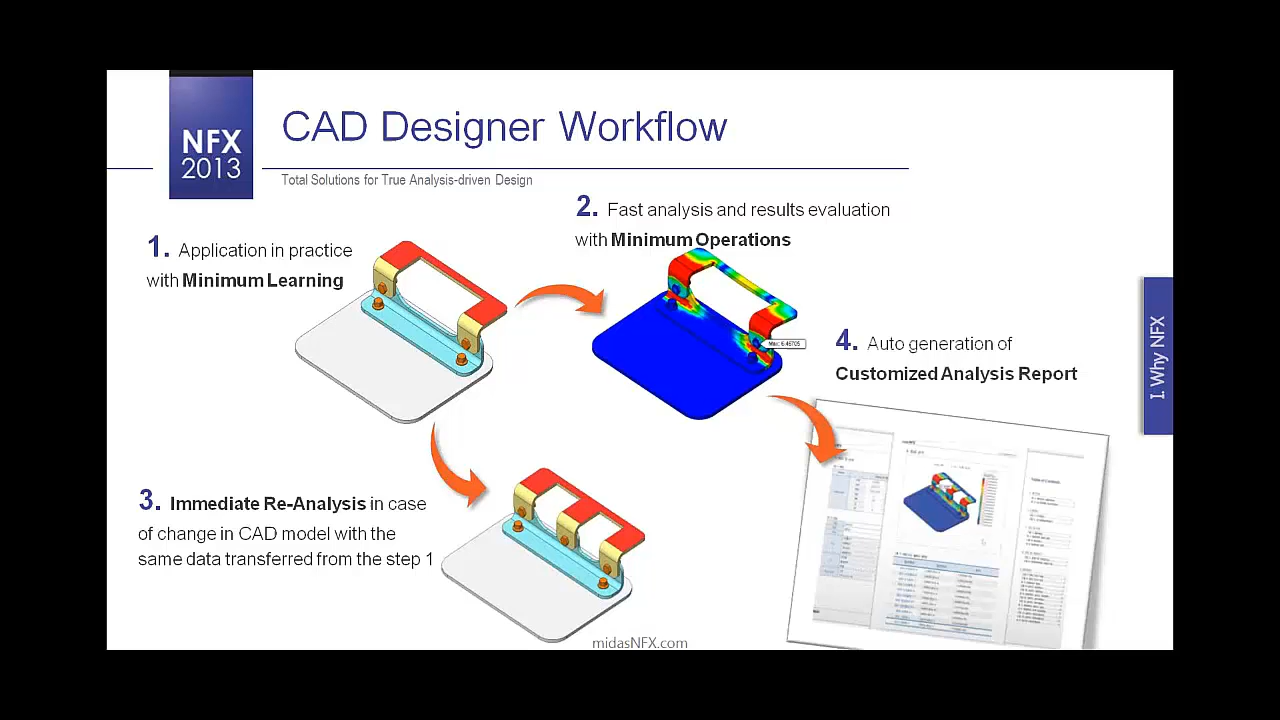 NFX
2013
CAD Designer Workflow
Total Solutions for True Analysis-driven Design
1. Application in practice
with Minimum Learning
2. Fast analysis and results evaluation
with Minimum Operations
3. Immediate Re-Analysis in case
of change in CAD model with the
same data transferred from the step 1
4. Auto generation of
Customized Analysis Report
I. Why NFX
midasNFX.com